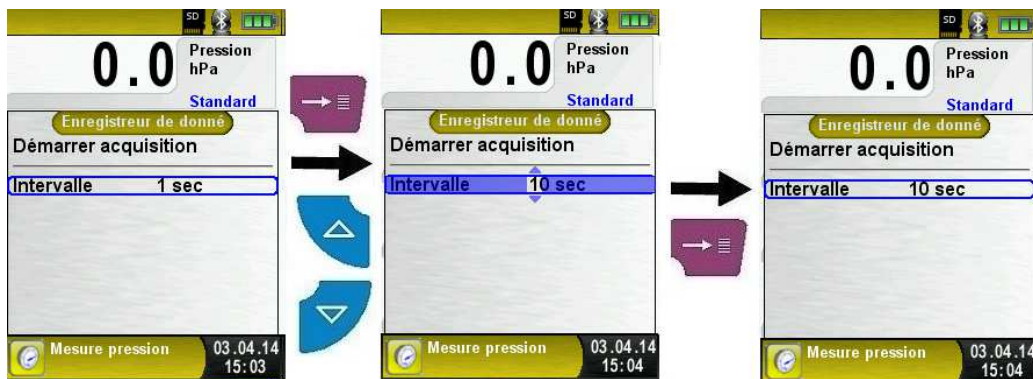 SD
0.0
Pression
hPa
Standard
Enregistreur de donné
Démarrer acquisition
Intervalle 1 sec
Mesure pression
03.04.14
15:03
SD
0.0
Pression
hPa
Standard
Enregistreur de donné
Démarrer acquisition
Intervalle 10 sec
Mesure pression
03.04.14
15:04
SD
0.0
Pression
hPa
Standard
Enregistreur de donné
Démarrer acquisition
Intervalle 10 sec
Mesure pression
03.04.14
15:04